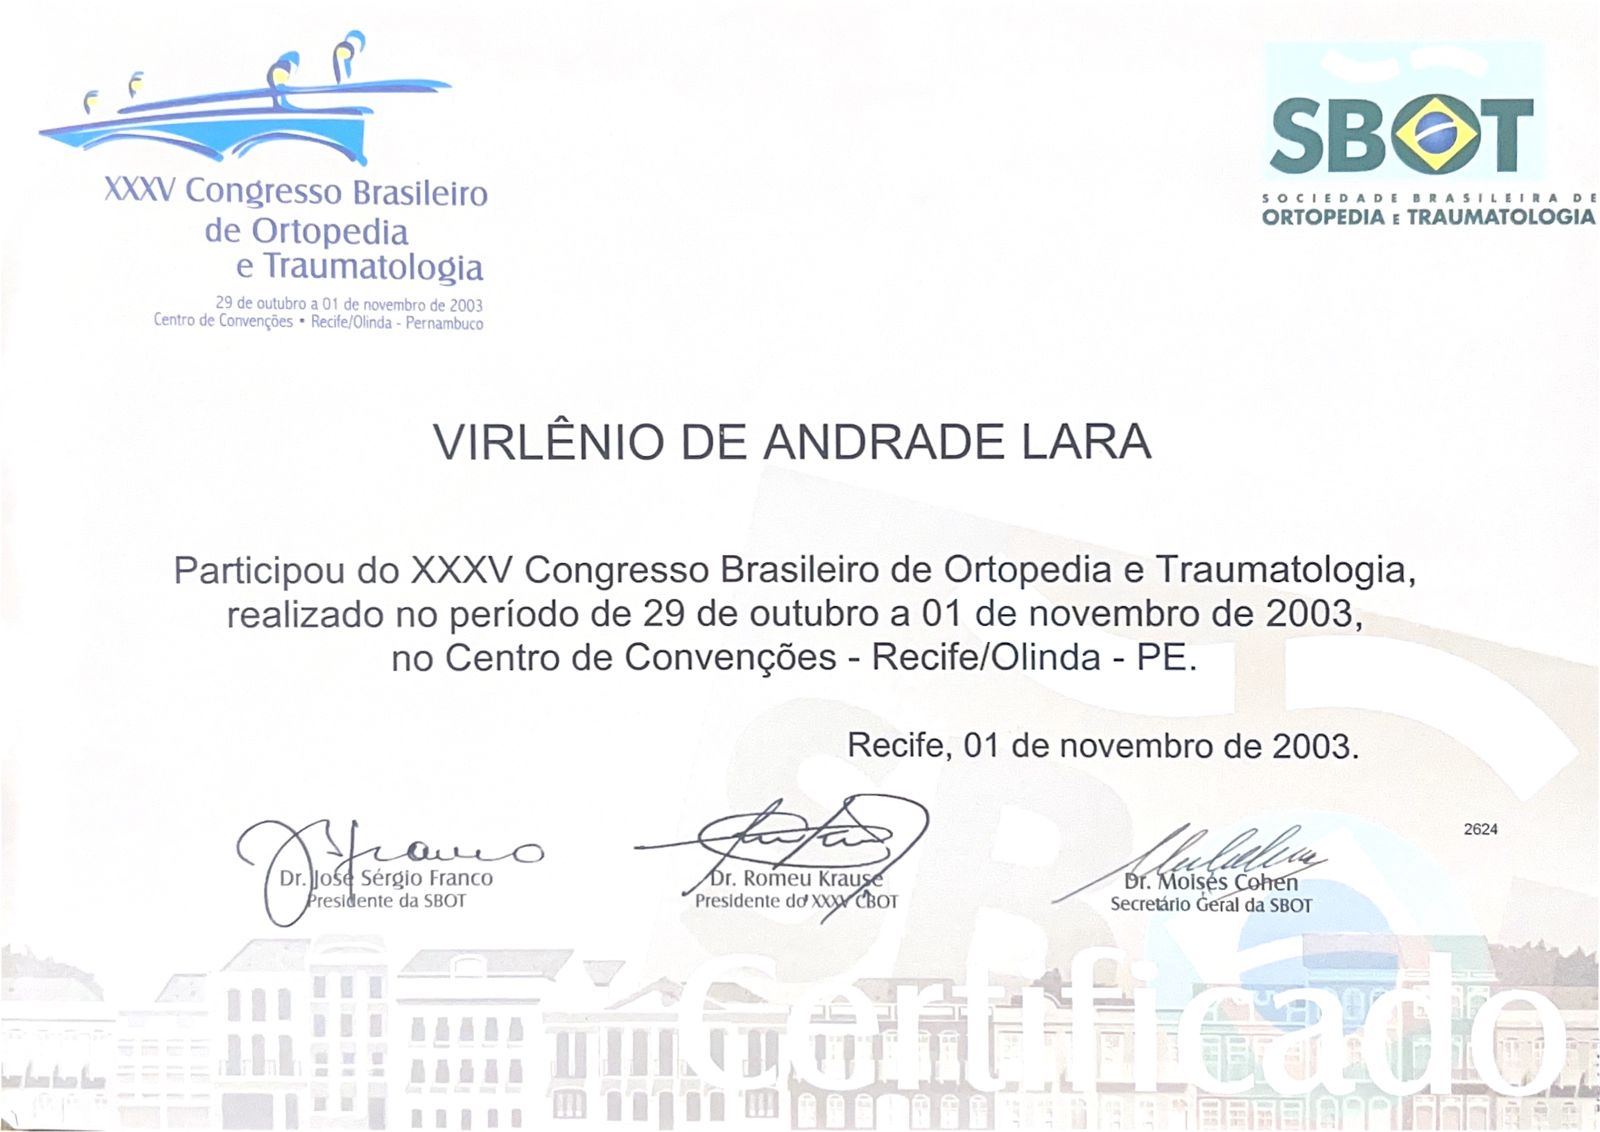 XXXV Congresso Brasileiro
de Ortopedia
e Traumatologia
29 de outubro a 01 de novembro de 2003
Centro de Convenções • Recife/Olinda - Pernambuco
SBOT
SOCIEDADE BRASILEIRA DE
ORTOPEDIA E TRAUMATOLOGIA
VIRLÊNIO DE ANDRADE LARA
Participou do XXXV Congresso Brasileiro de Ortopedia e Traumatologia,
realizado no período de 29 de outubro a 01 de novembro de 2003,
no Centro de Convenções - Recife/Olinda - PE.
Recife, 01 de novembro de 2003.
2624
Dr. José Sérgio Franco
Presidente da SBOT
Dr. Romeu Krause
Presidente do XXXV CBOT
Dr. Moisés Cohen
Secretário Geral da SBOT
SBOT
Certificado